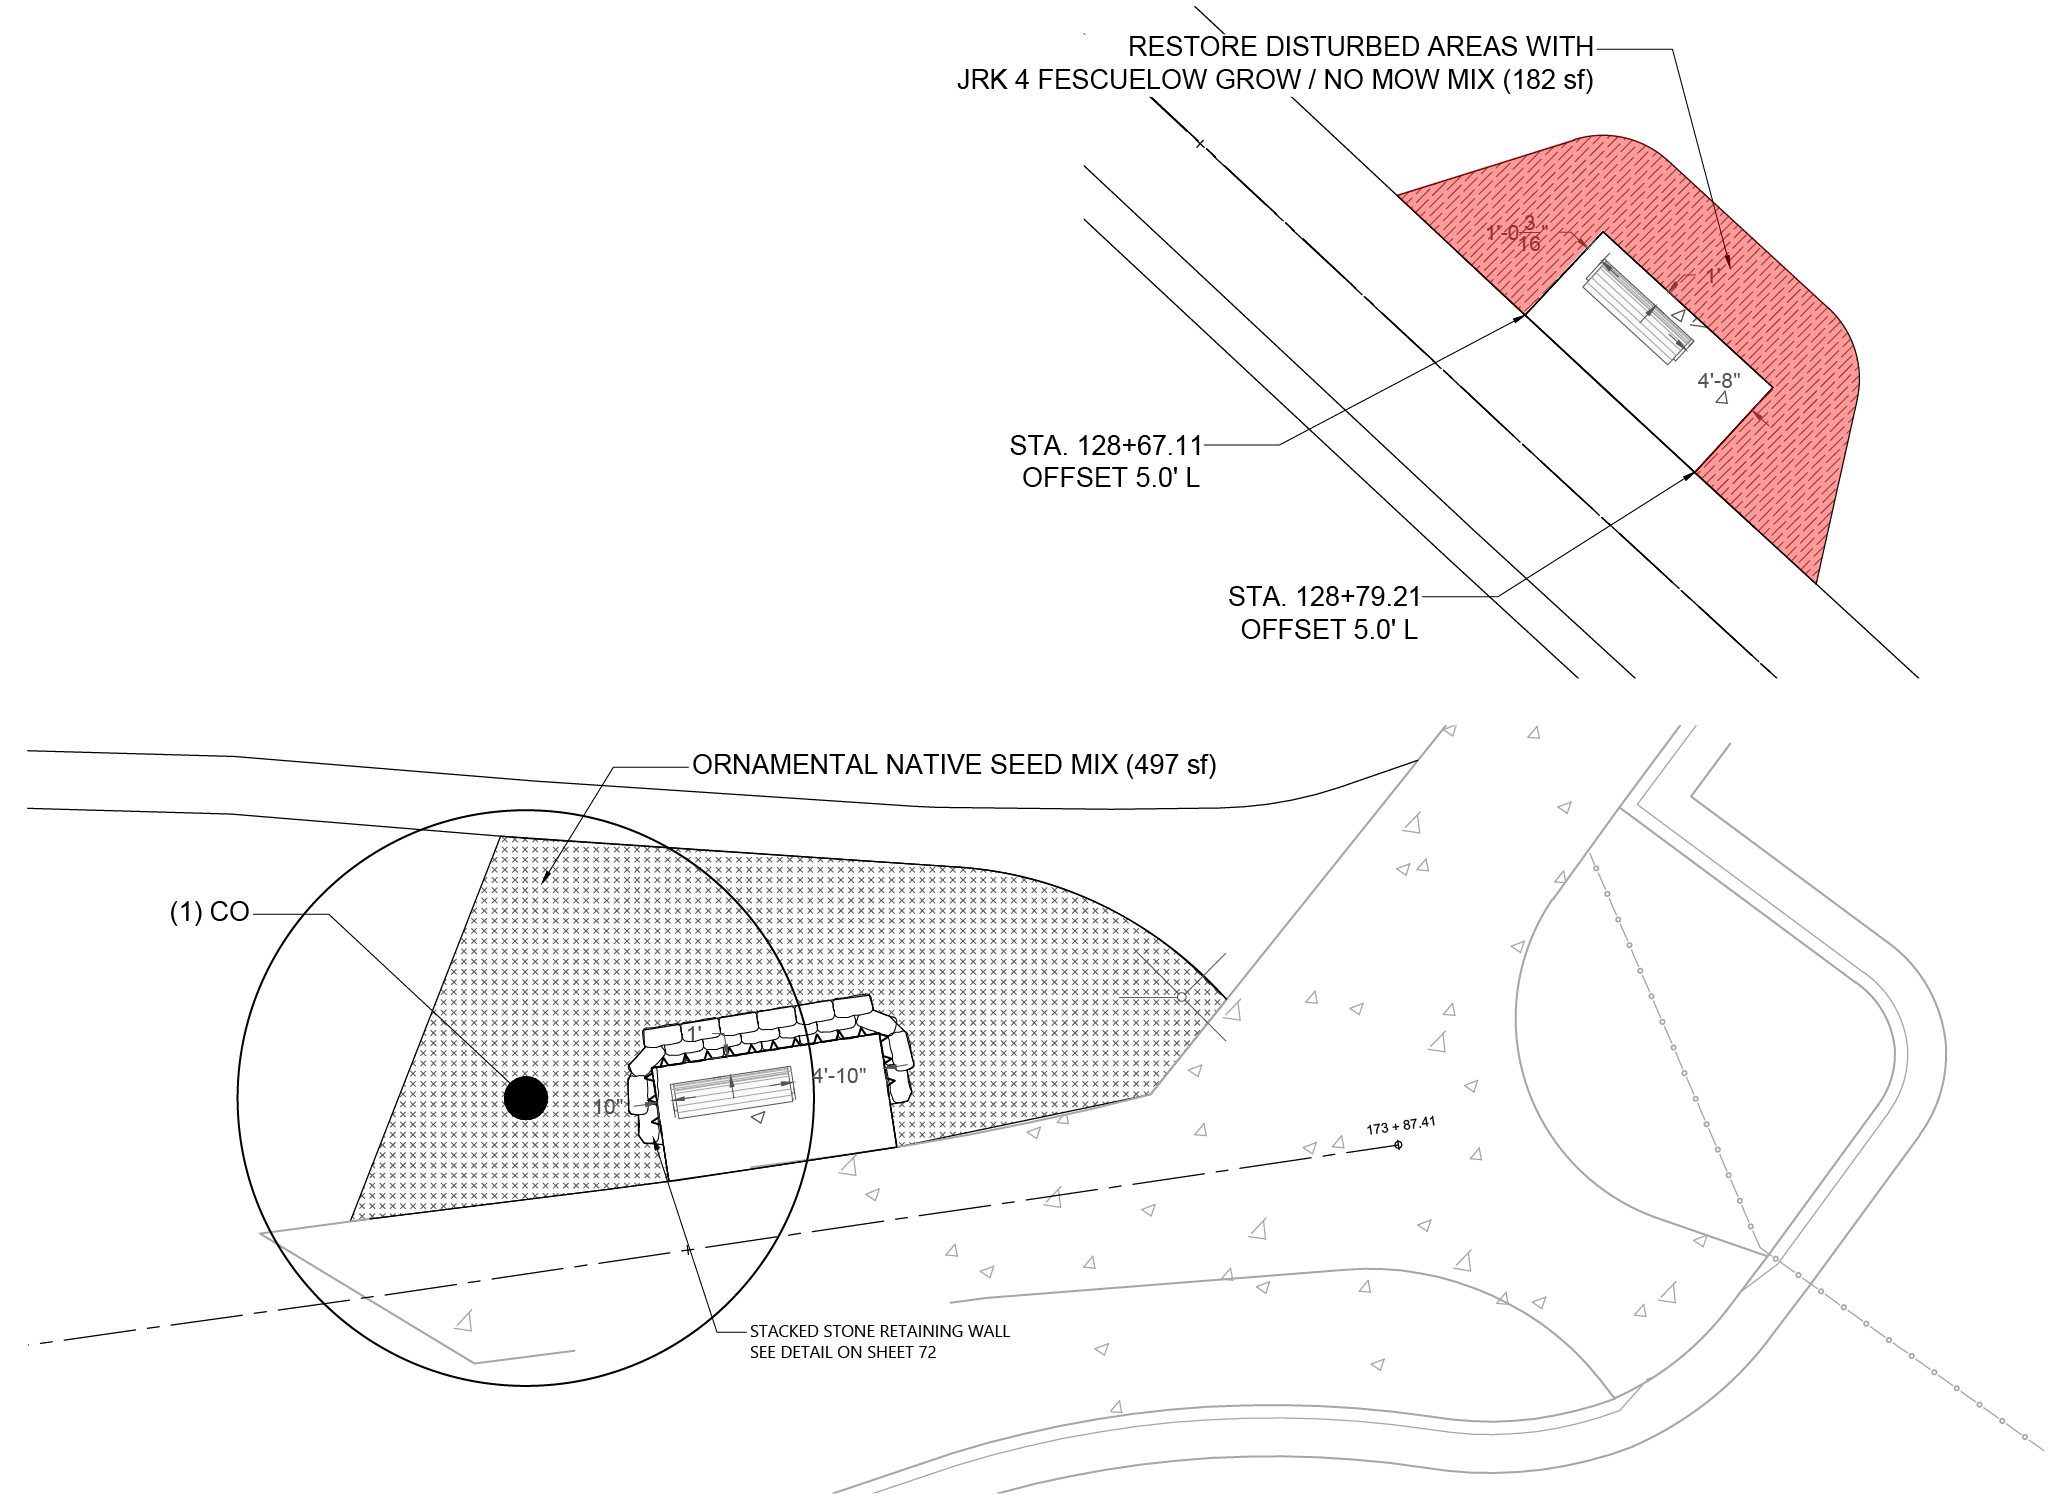 RESTORE DISTURBED AREAS WITH
JRK 4 FESCUELOW GROW / NO MOW MIX (182 sf)
1'-0 3/16"
1'
4'-8"
STA. 128+67.11
OFFSET 5.0' L
STA. 128+79.21
OFFSET 5.0' L
ORNAMENTAL NATIVE SEED MIX (497 sf)
(1) CO
1'
4'-10"
10"
173 + 87.41
STACKED STONE RETAINING WALL
SEE DETAIL ON SHEET 72